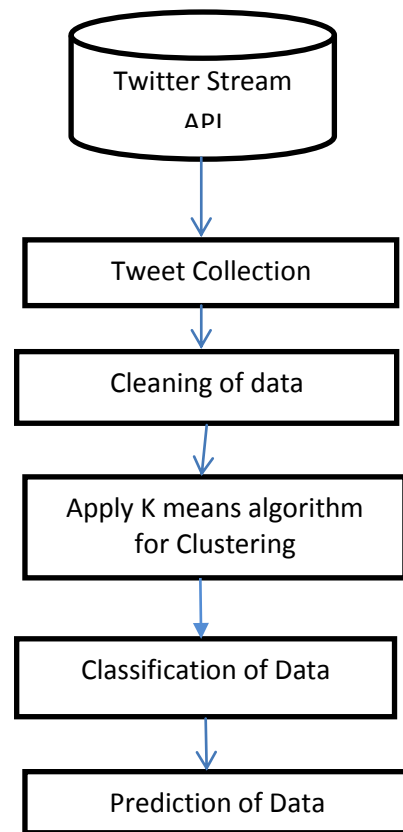 Twitter Stream
API
Tweet Collection
Cleaning of data
Apply K means algorithm
for Clustering
Classification of Data
Prediction of Data